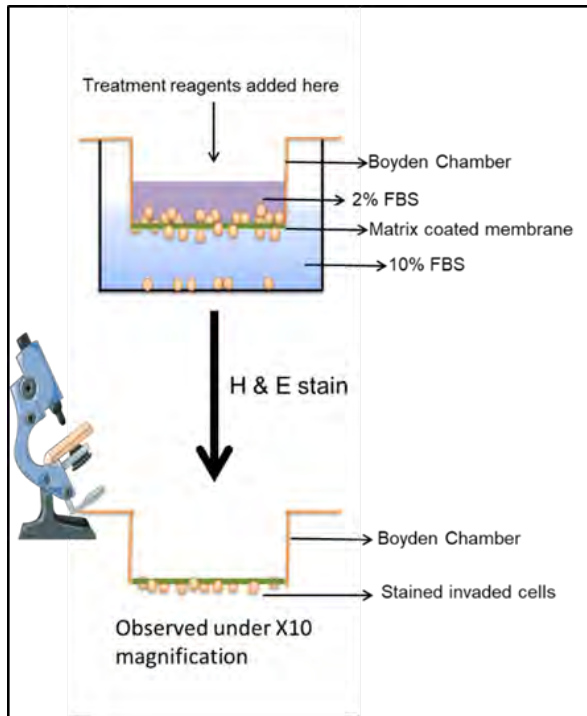 Treatment reagents added here
Boyden Chamber
2% FBS
Matrix coated membrane
10% FBS
H & E stain
Boyden Chamber
Stained invaded cells
Observed under X10
magnification